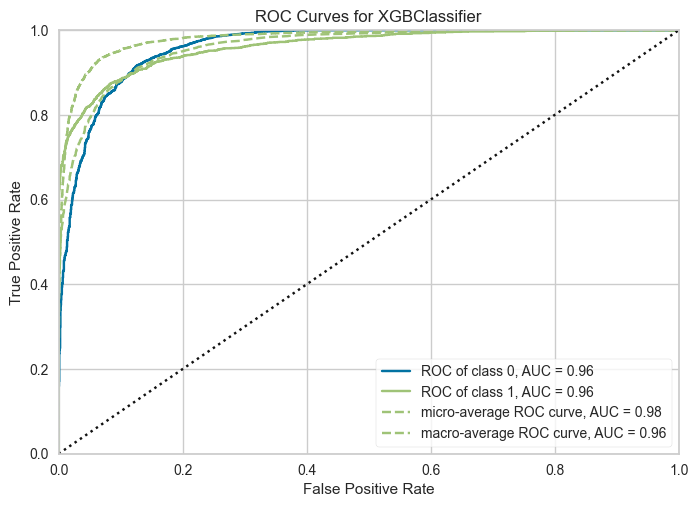 ROC Curves for XGBClassifier
True Positive Rate
1.0
0.8
0.6
0.4
0.2
0.0
ROC of class 0, AUC = 0.96
ROC of class 1, AUC = 0.96
micro-average ROC curve, AUC = 0.98
macro-average ROC curve, AUC = 0.96
0.0 0.2 0.4 0.6 0.8 1.0
False Positive Rate